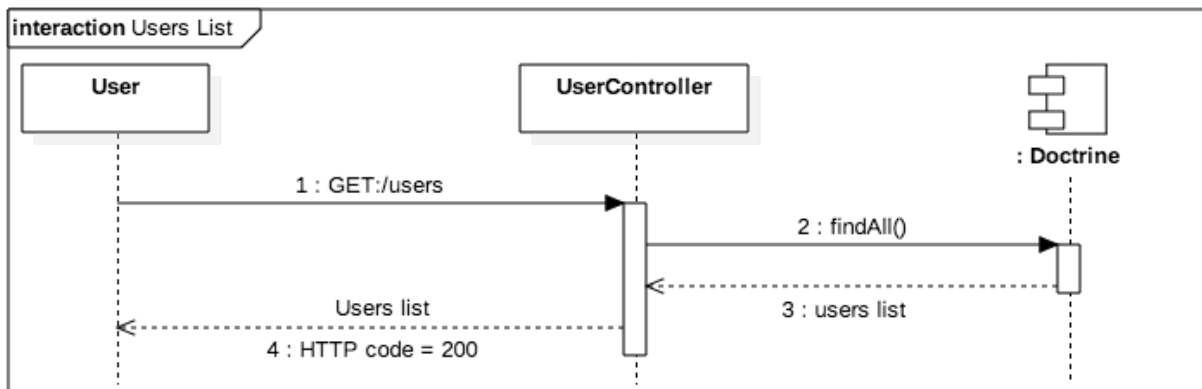 interaction Users List
User
UserController
: Doctrine
1 : GET:/users
2 : findAll()
3 : users list
Users list
4 : HTTP code = 200